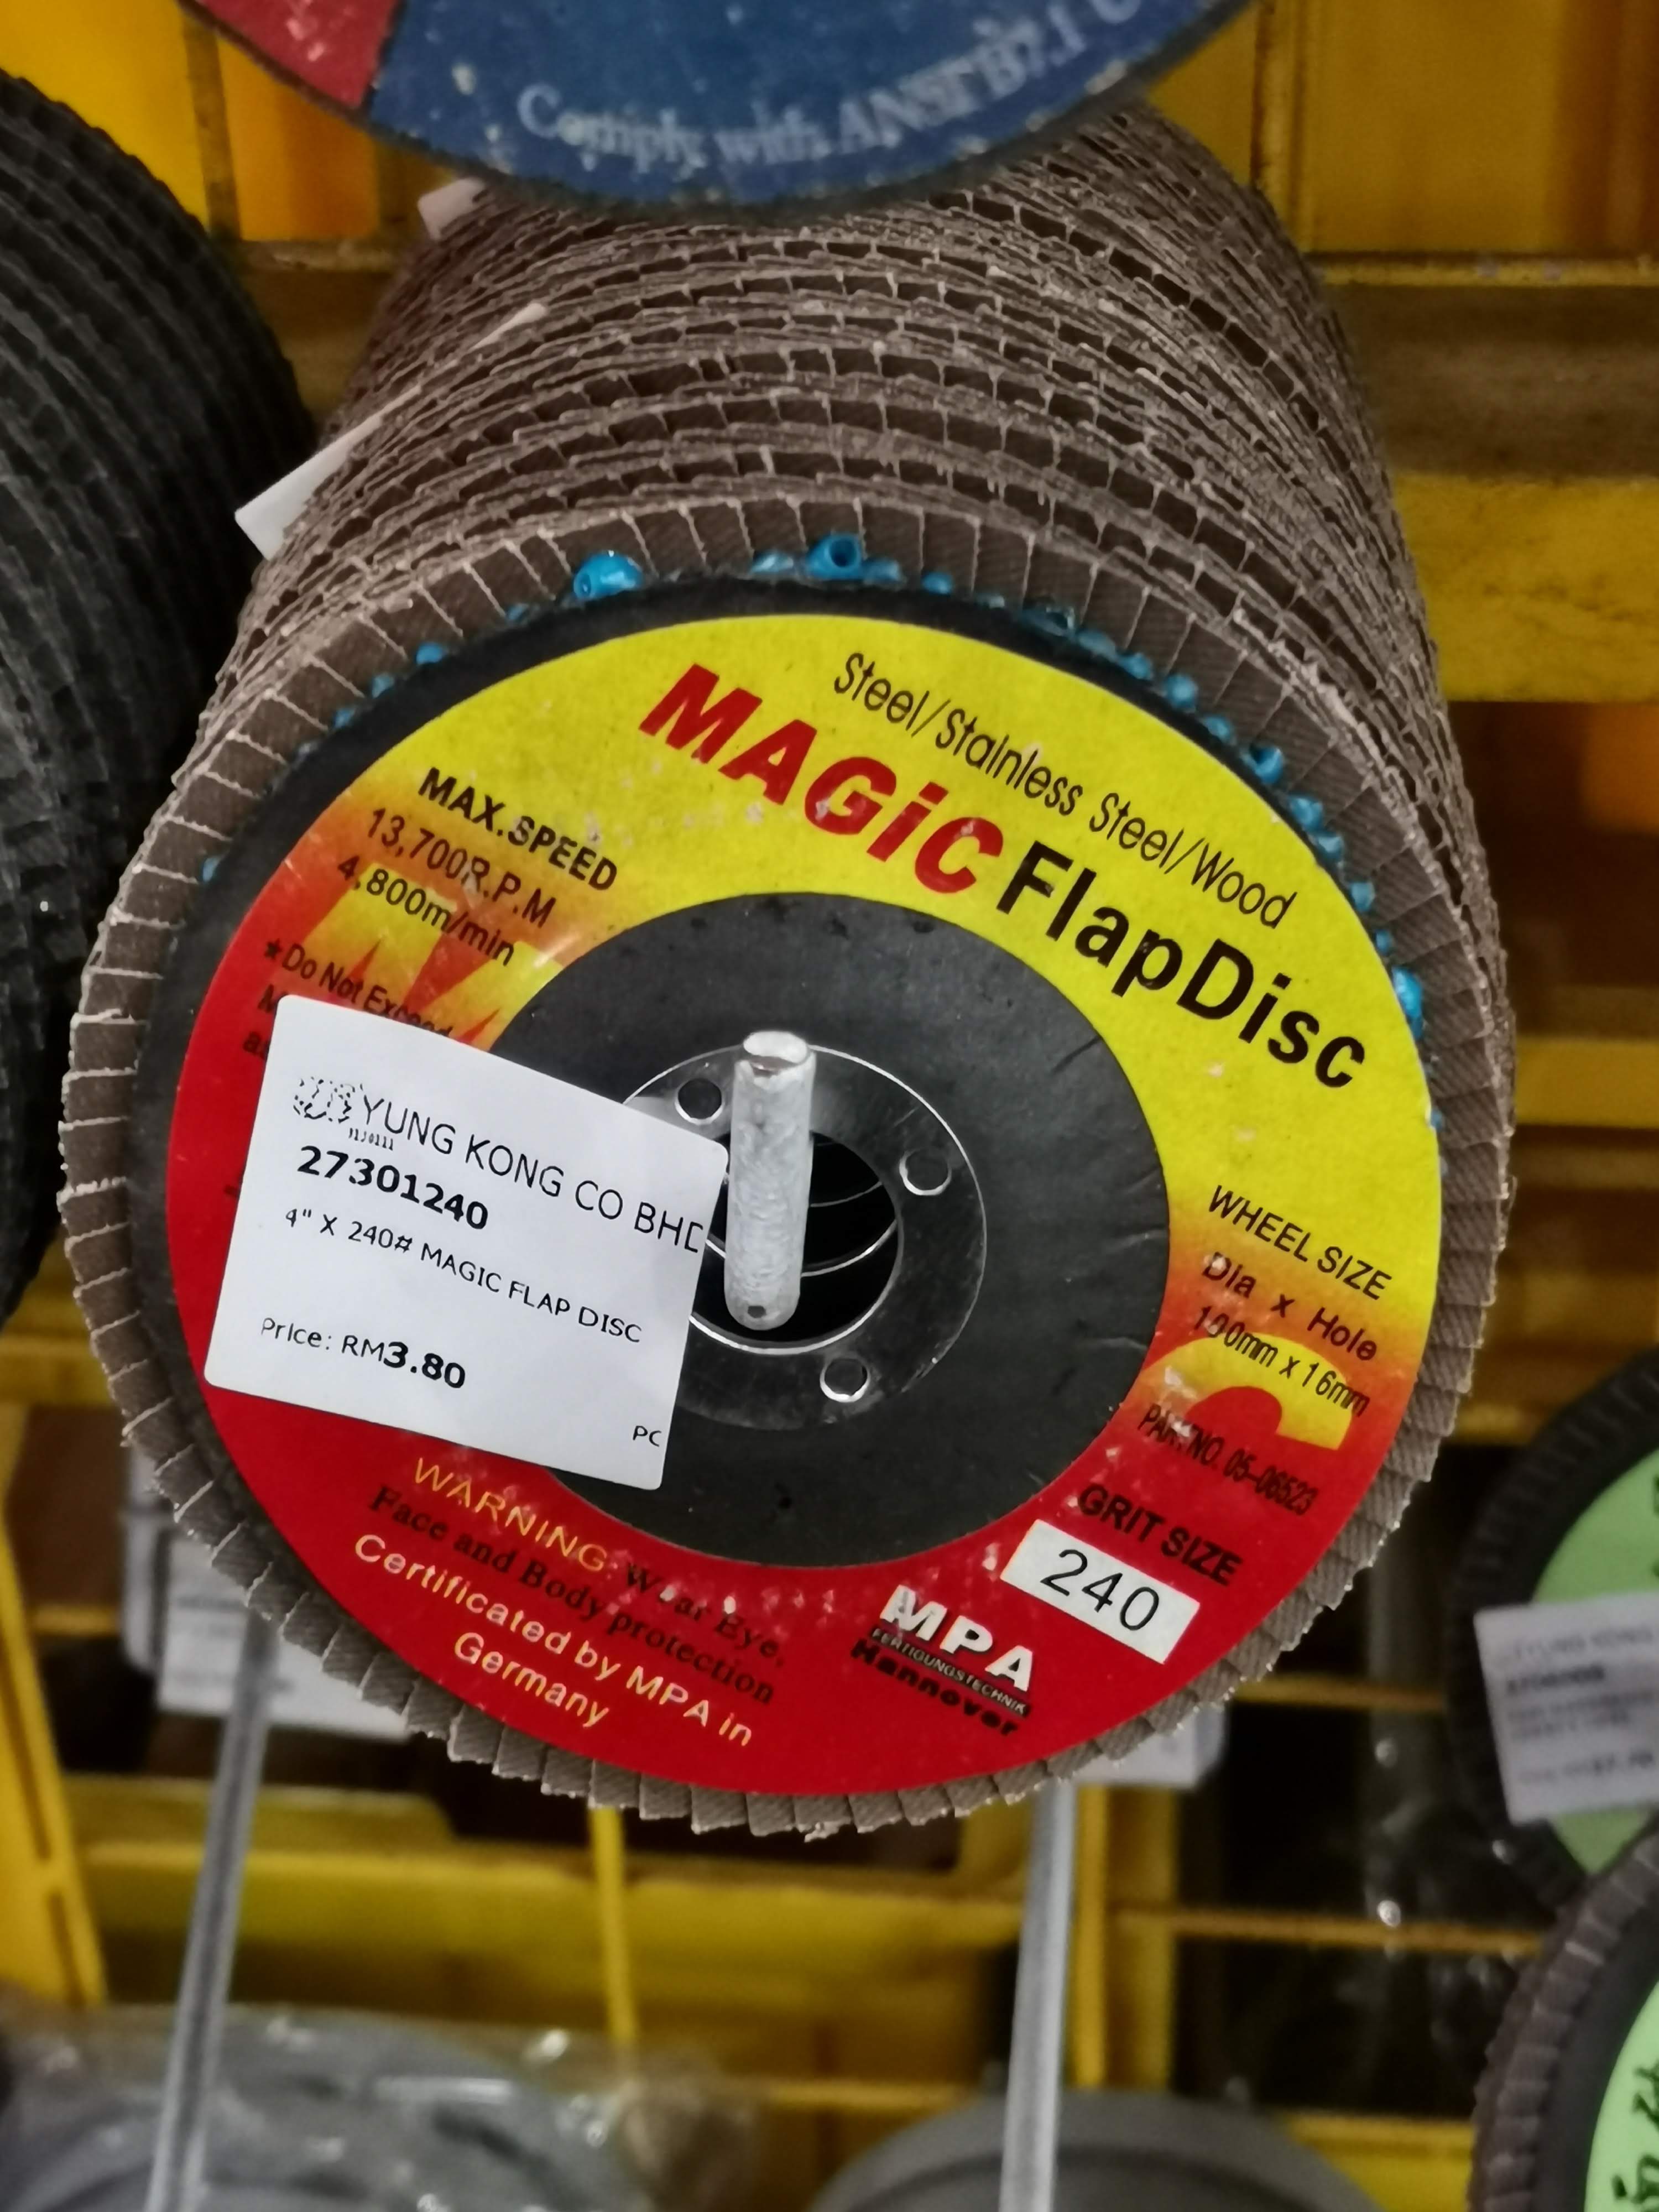 Comply with ANSI B7.1
Steel/Stainless Steel/Wood
MAGiC FlapDisc
MAX.SPEED
13,700R.P.M
4,800m/min
*Do Not Exceed
YUNG KONG CO BHD
27301240
4" X 240# MAGIC FLAP DISC
Price: RM3.80
PC
WHEEL SIZE
Dia x Hole
100mm x 16mm
PART NO. 05-06523
GRIT SIZE
240
MPA
FERTIGUNGSTECHNIK
Hannover
WARNING: Wear Eye,
Face and Body protection
Certificated by MPA in
Germany